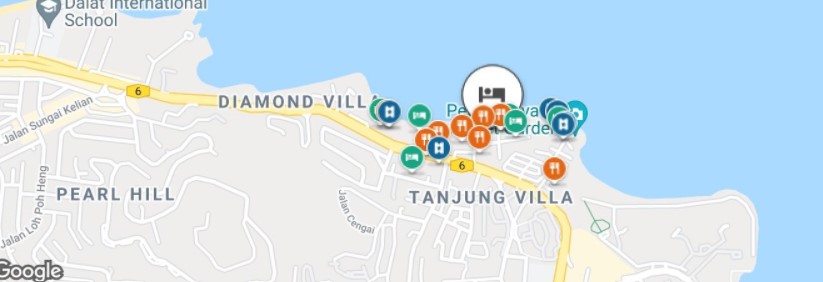 Dalat International
School
6
DIAMOND VILLA
Jalan Sungai Kelian
6
PEARL HILL
TANJUNG VILLA
Jalan Loh Poh Heng
Jalan Cengai
Google